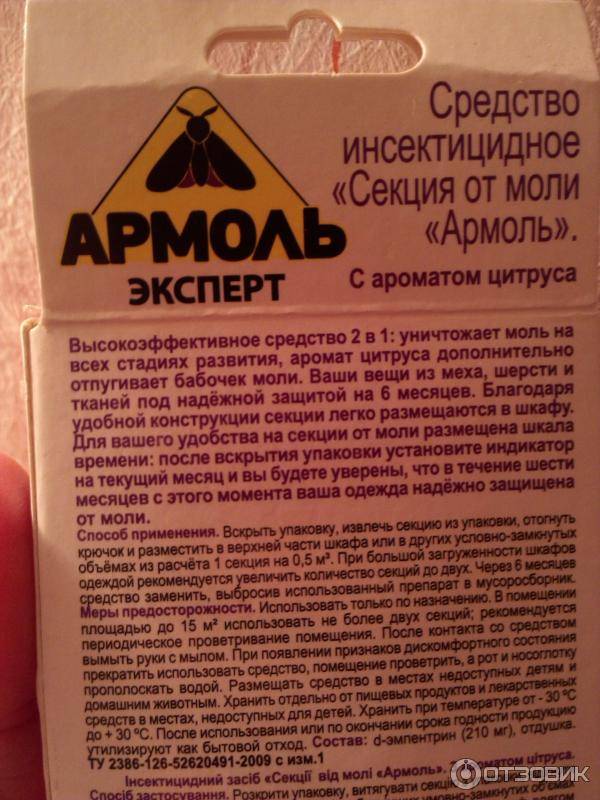 Средство
инсектицидное
«Секция от моли
«Армоль».
АРМОЛЬ
ЭКСПЕРТ
С ароматом цитруса
Высокоэффективное средство 2 в 1: уничтожает моль на
всех стадиях развития, аромат цитруса дополнительно
отпугивает бабочек моли. Ваши вещи из меха, шерсти и
тканей под надёжной защитой на 6 месяцев. Благодаря
удобной конструкции секции легко размещаются в шкафу.
Для вашего удобства на секции от моли размещена шкала
времени: после вскрытия упаковки установите индикатор
на текущий месяц и вы будете уверены, что в течение шести
месяцев с этого момента ваша одежда надёжно защищена
от моли.
Способ применения. Вскрыть упаковку, извлечь секцию из упаковки, отогнуть
крючок и разместить в верхней части шкафа или в других условно-замкнутых
объёмах из расчёта 1 секция на 0,5 м³. При большой загруженности шкафов
одеждой рекомендуется увеличить количество секций до двух. Через 6 месяцев
средство заменить, выбросив использованный препарат в мусоросборник.
Меры предосторожности. Использовать только по назначению. В помещении
площадью до 15 м² использовать не более двух секций; рекомендуется
периодическое проветривание помещения. После контакта со средством
вымыть руки с мылом. При появлении признаков дискомфортного состояния
прекратить использовать средство, помещение проветрить, а рот и носоглотку
прополоскать водой. Размещать средство в местах недоступных детям и
домашним животным. Хранить отдельно от пищевых продуктов и лекарственных
средств в местах, недоступных для детей. Хранить при температуре от - 30 ºС
до + 30 ºС. После использования или по окончании срока годности продукцию
утилизируют как бытовой отход. Состав: d-эмпентрин (210 мг), отдушка.
ТУ 2386-126-52620491-2009 с изм.1
Інсектицидний засіб «Секції від молі «Армоль». ароматом цітруса.
Спосіб застосування. Розкрити упаковку, витягувати
ОТЗОВИК